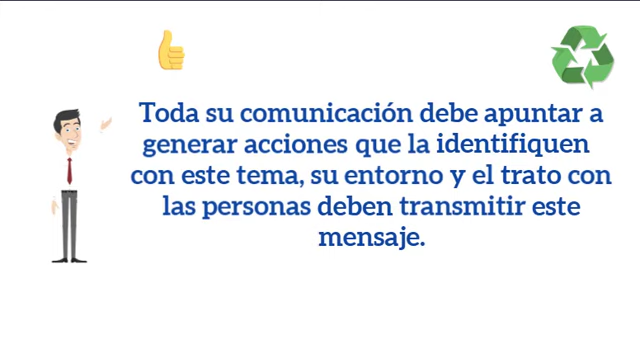 Toda su comunicación debe apuntar a
generar acciones que la identifiquen
con este tema, su entorno y el trato con
las personas deben transmitir este
mensaje.